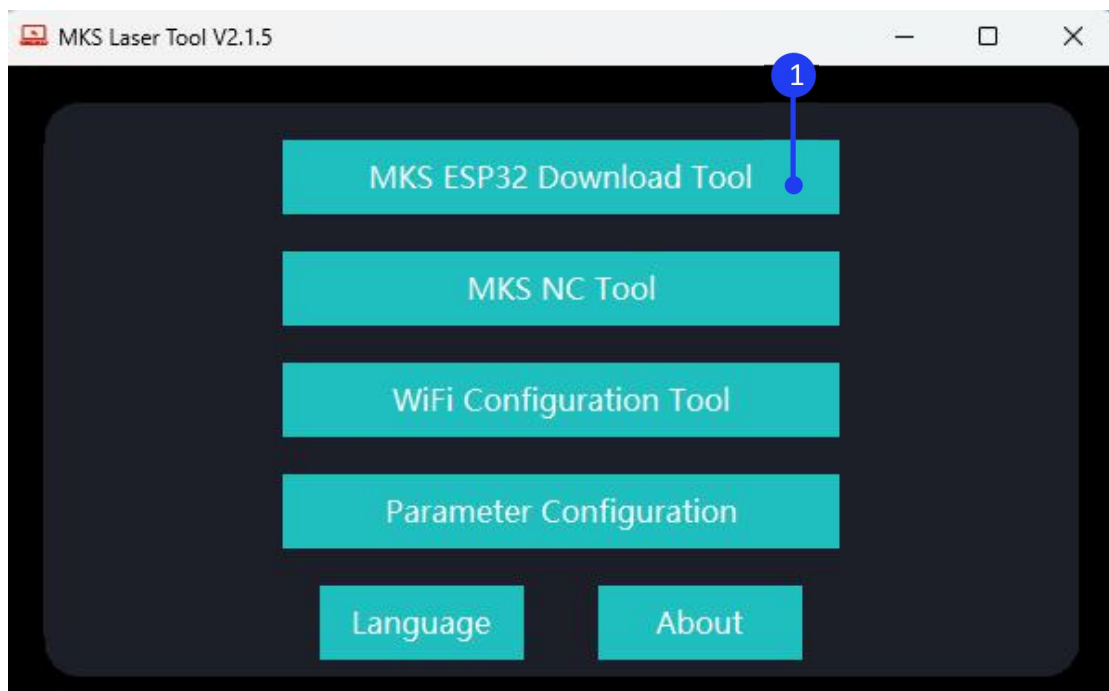 MKS Laser Tool V2.1.5
1
MKS ESP32 Download Tool
MKS NC Tool
WiFi Configuration Tool
Parameter Configuration
Language
About